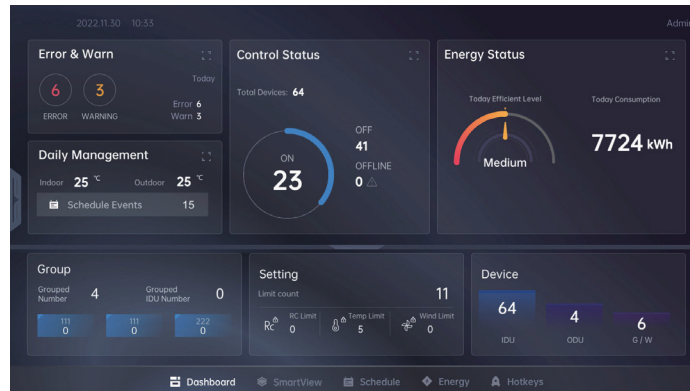 2022.11.30 10:33
Admin
Error & Warn
6 3
ERROR WARNING
Today
Error 6
Warn 3
Control Status
Total Devices: 64
ON
23
OFF
41
OFFLINE
0
Energy Status
Today Efficient Level
Medium
Today Consumption
7724 kWh
Daily Management
Indoor 25 ℃ Outdoor 25 ℃
Schedule Events 15
Group
Grouped
Number 4
Grouped
IDU Number 0
111
0
111
0
222
0
Setting
Limit count 11
RC RC Limit
0
Temp Limit
5
Wind Limit
0
Device
64
IDU
4
ODU
6
G / W
Dashboard SmartView Schedule Energy Hotkeys